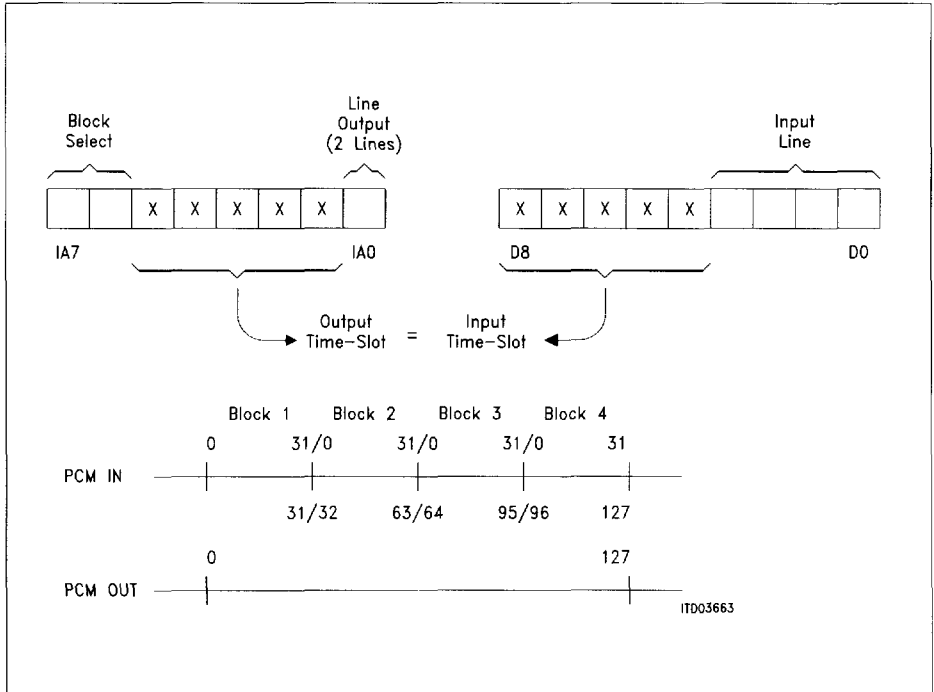 Block
Select
Line
Output
(2 Lines)
Input
Line
X X X X X
X X X X X
IA7
IA0
D8
D0
Output
Time-Slot
=
Input
Time-Slot
Block 1 Block 2 Block 3 Block 4
0 31/0 31/0 31/0 31
PCM IN
31/32 63/64 95/96 127
0 127
PCM OUT
ITD03663